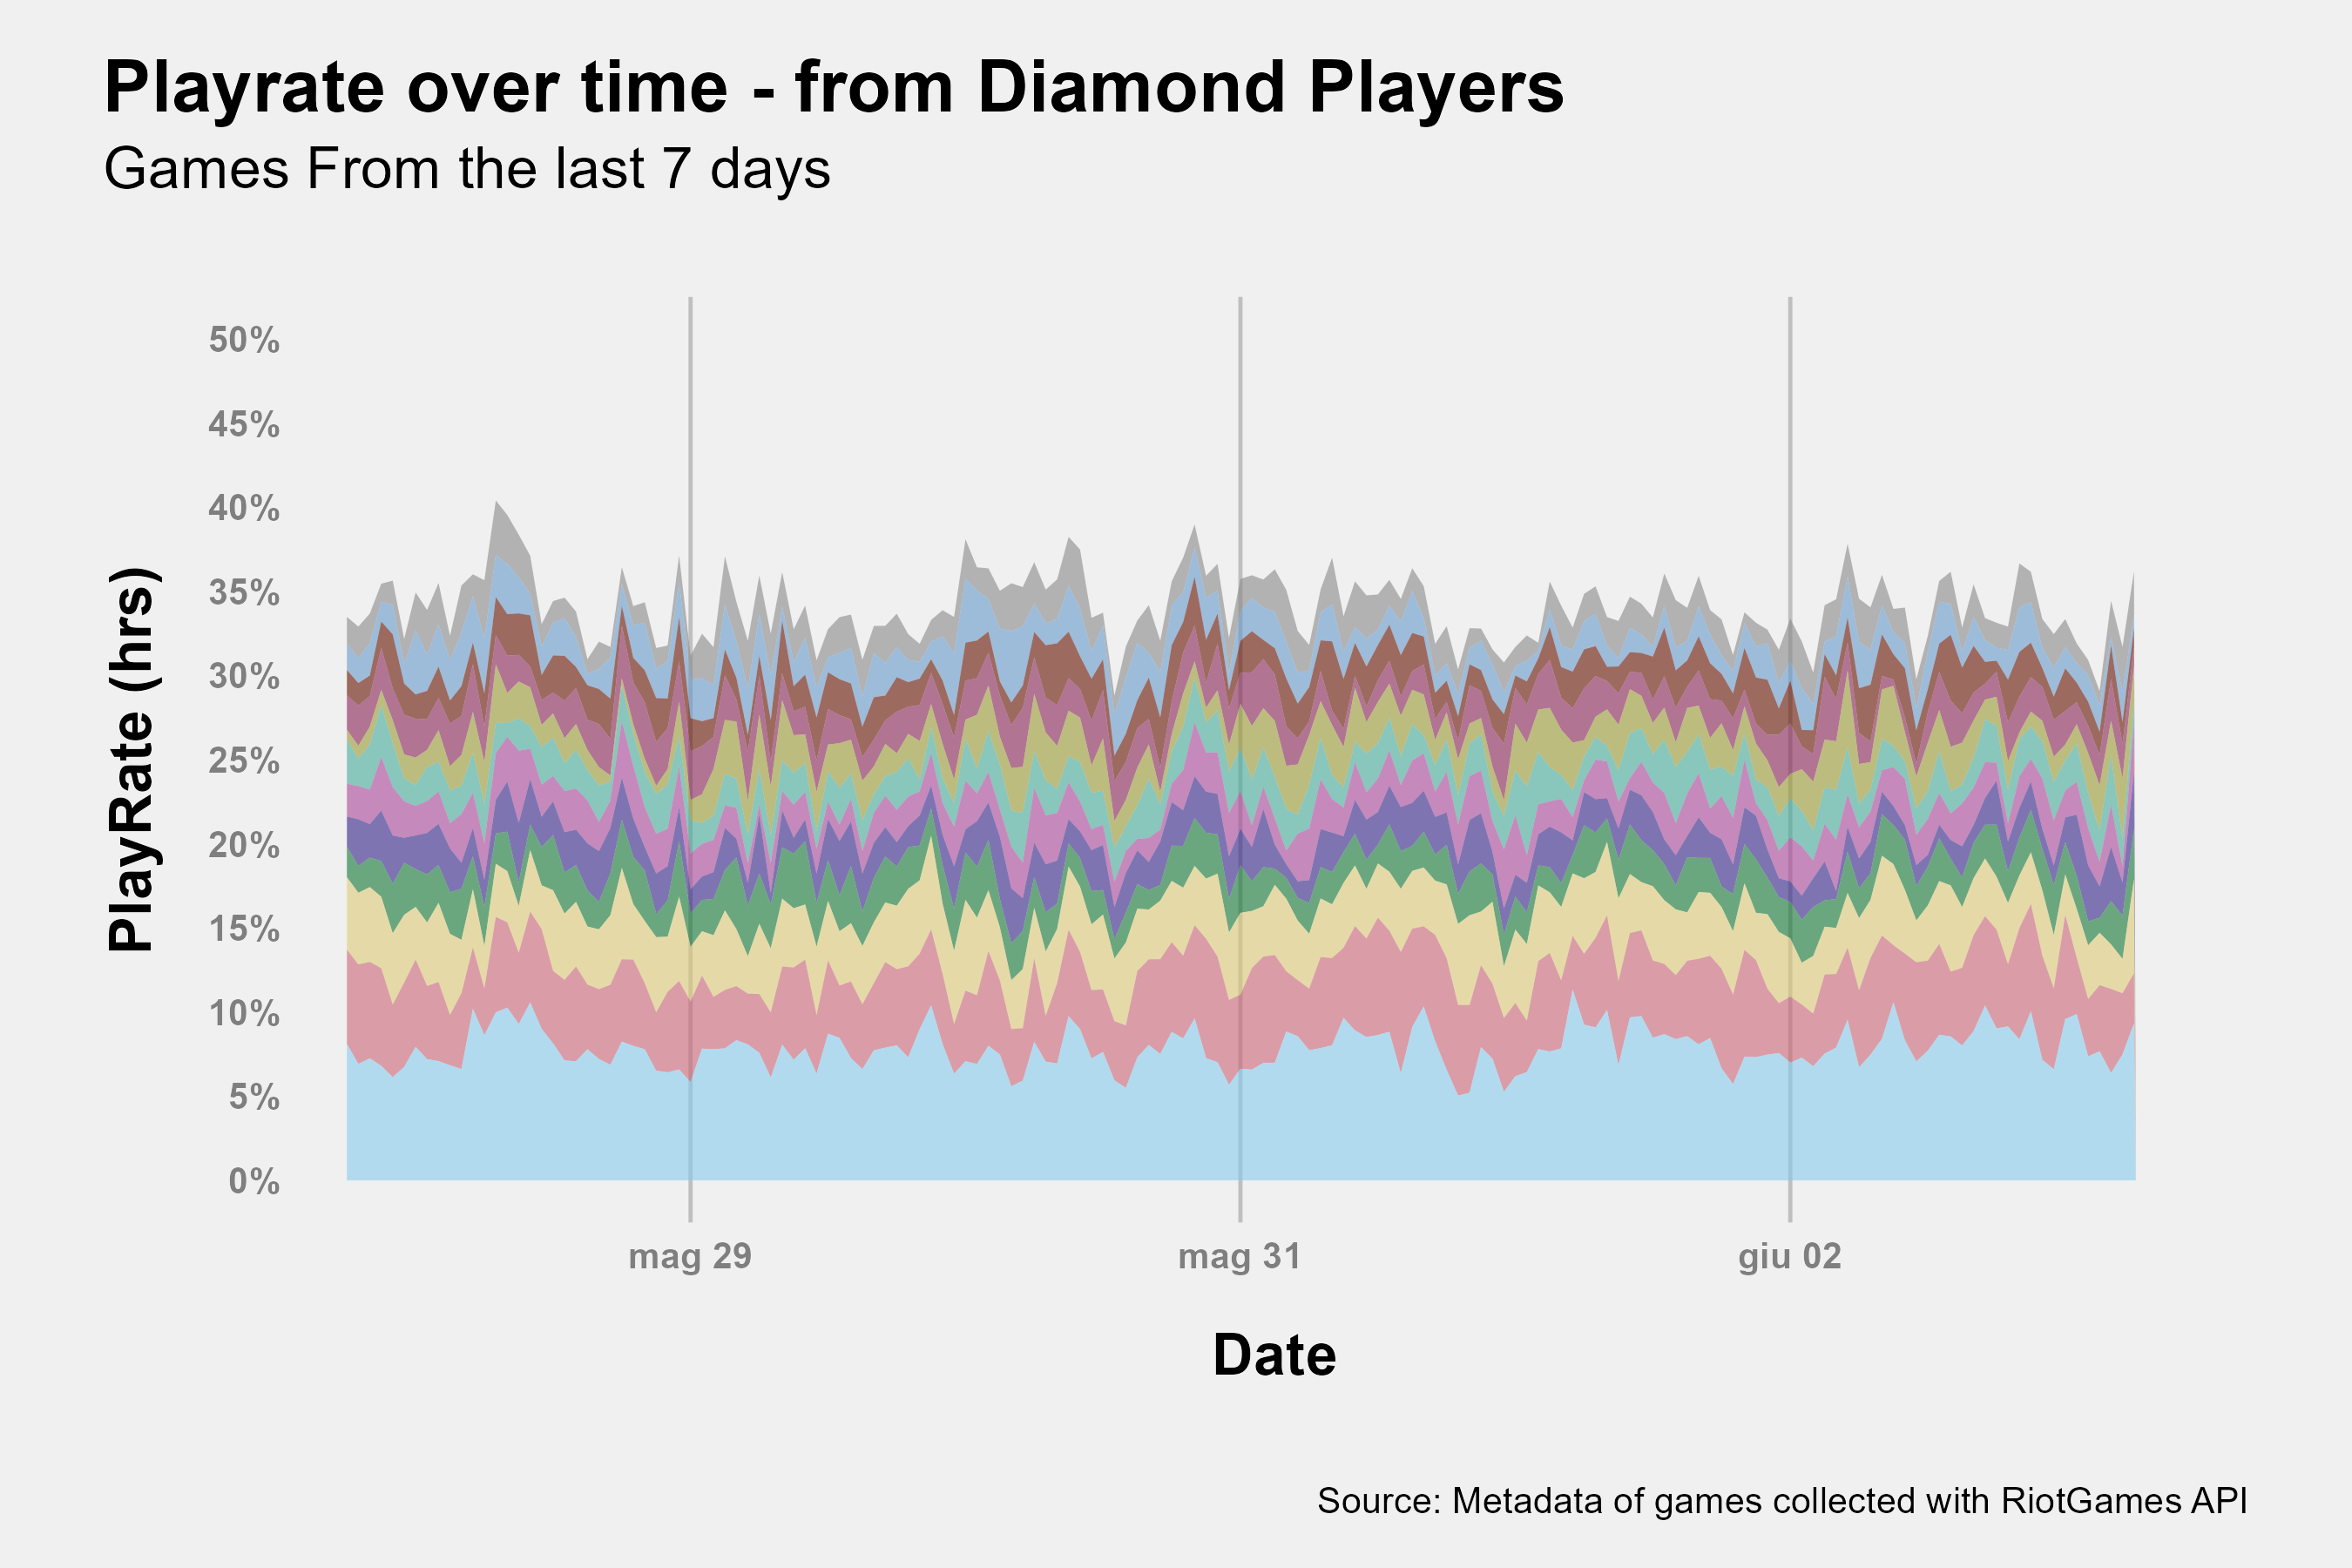 Playrate over time - from Diamond Players
Games From the last 7 days
50%
45%
40%
35%
30%
25%
20%
15%
10%
5%
0%
PlayRate (hrs)
mag 29
mag 31
giu 02
Date
Source: Metadata of games collected with RiotGames API